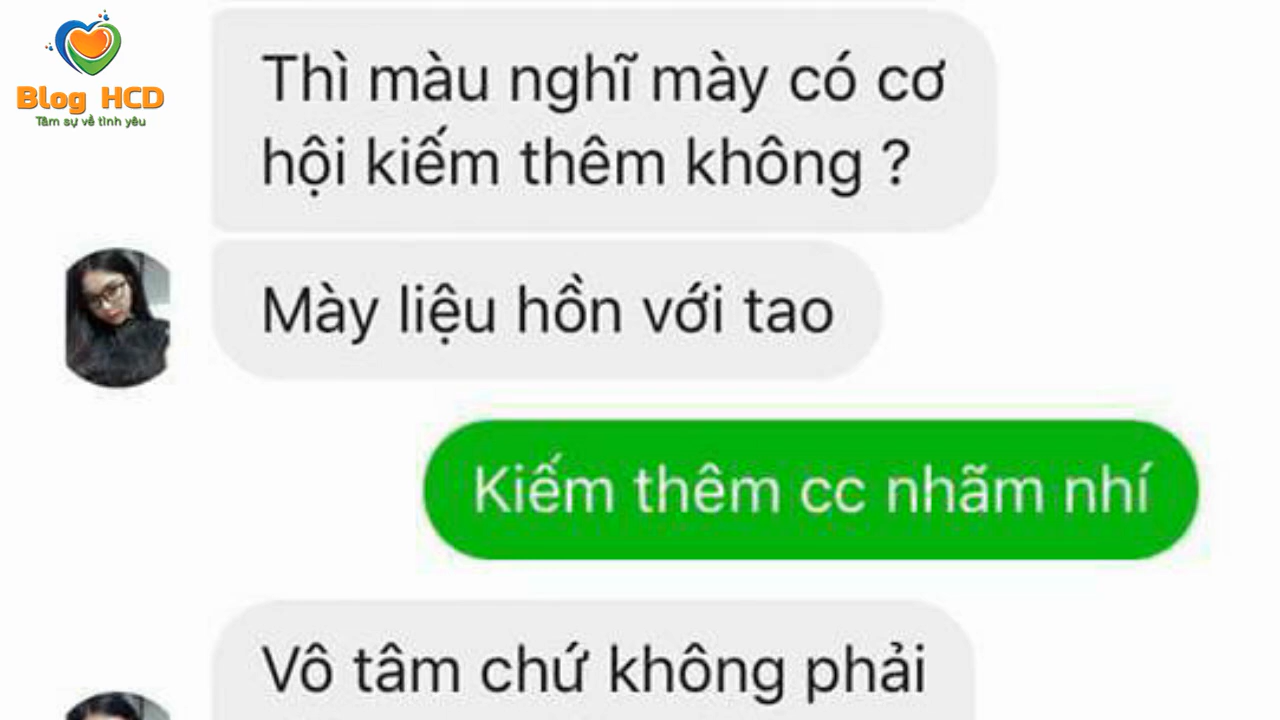 Blog HCD
Tâm sự về tình yêu
Thì màu nghĩ mày có cơ
hội kiếm thêm không ?
Mày liệu hồn với tao
Kiếm thêm cc nhãm nhí
Vô tâm chứ không phải